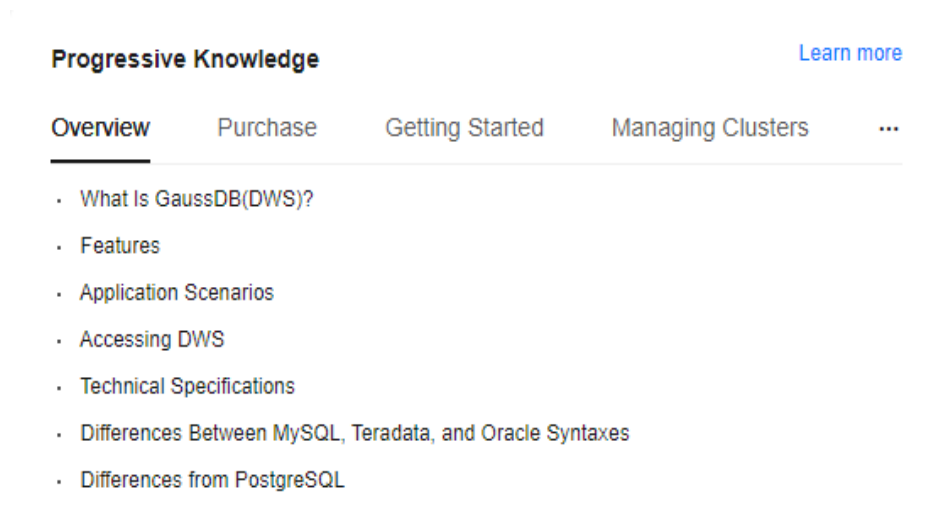 Progressive Knowledge Learn more
Overview Purchase Getting Started Managing Clusters ...
· What Is GaussDB(DWS)?
· Features
· Application Scenarios
· Accessing DWS
· Technical Specifications
· Differences Between MySQL, Teradata, and Oracle Syntaxes
· Differences from PostgreSQL